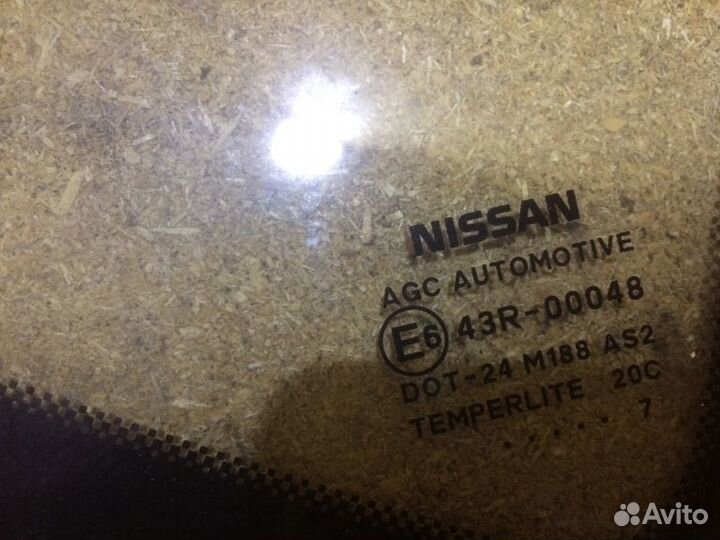 NISSAN
AGC AUTOMOTIVE
E6 43R-00048
DOT-24 M188 AS2
TEMPERLITE 20C
. . . . . 7
Avito